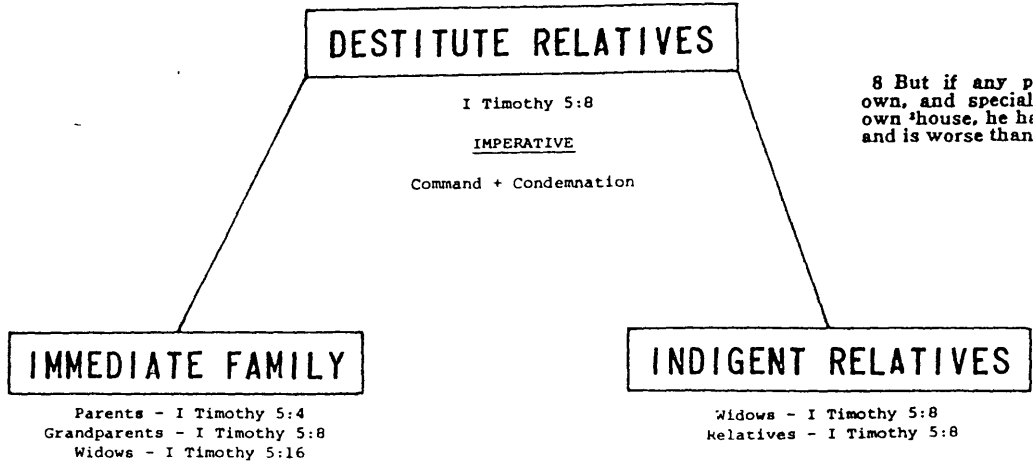 DESTITUTE RELATIVES
I Timothy 5:8
IMPERATIVE
Command + Condemnation
8 But if any p
own, and special
own ³house, he ha
and is worse than
IMMEDIATE FAMILY
Parents - I Timothy 5:4
Grandparents - I Timothy 5:8
Widows - I Timothy 5:16
INDIGENT RELATIVES
Widows - I Timothy 5:8
Relatives - I Timothy 5:8